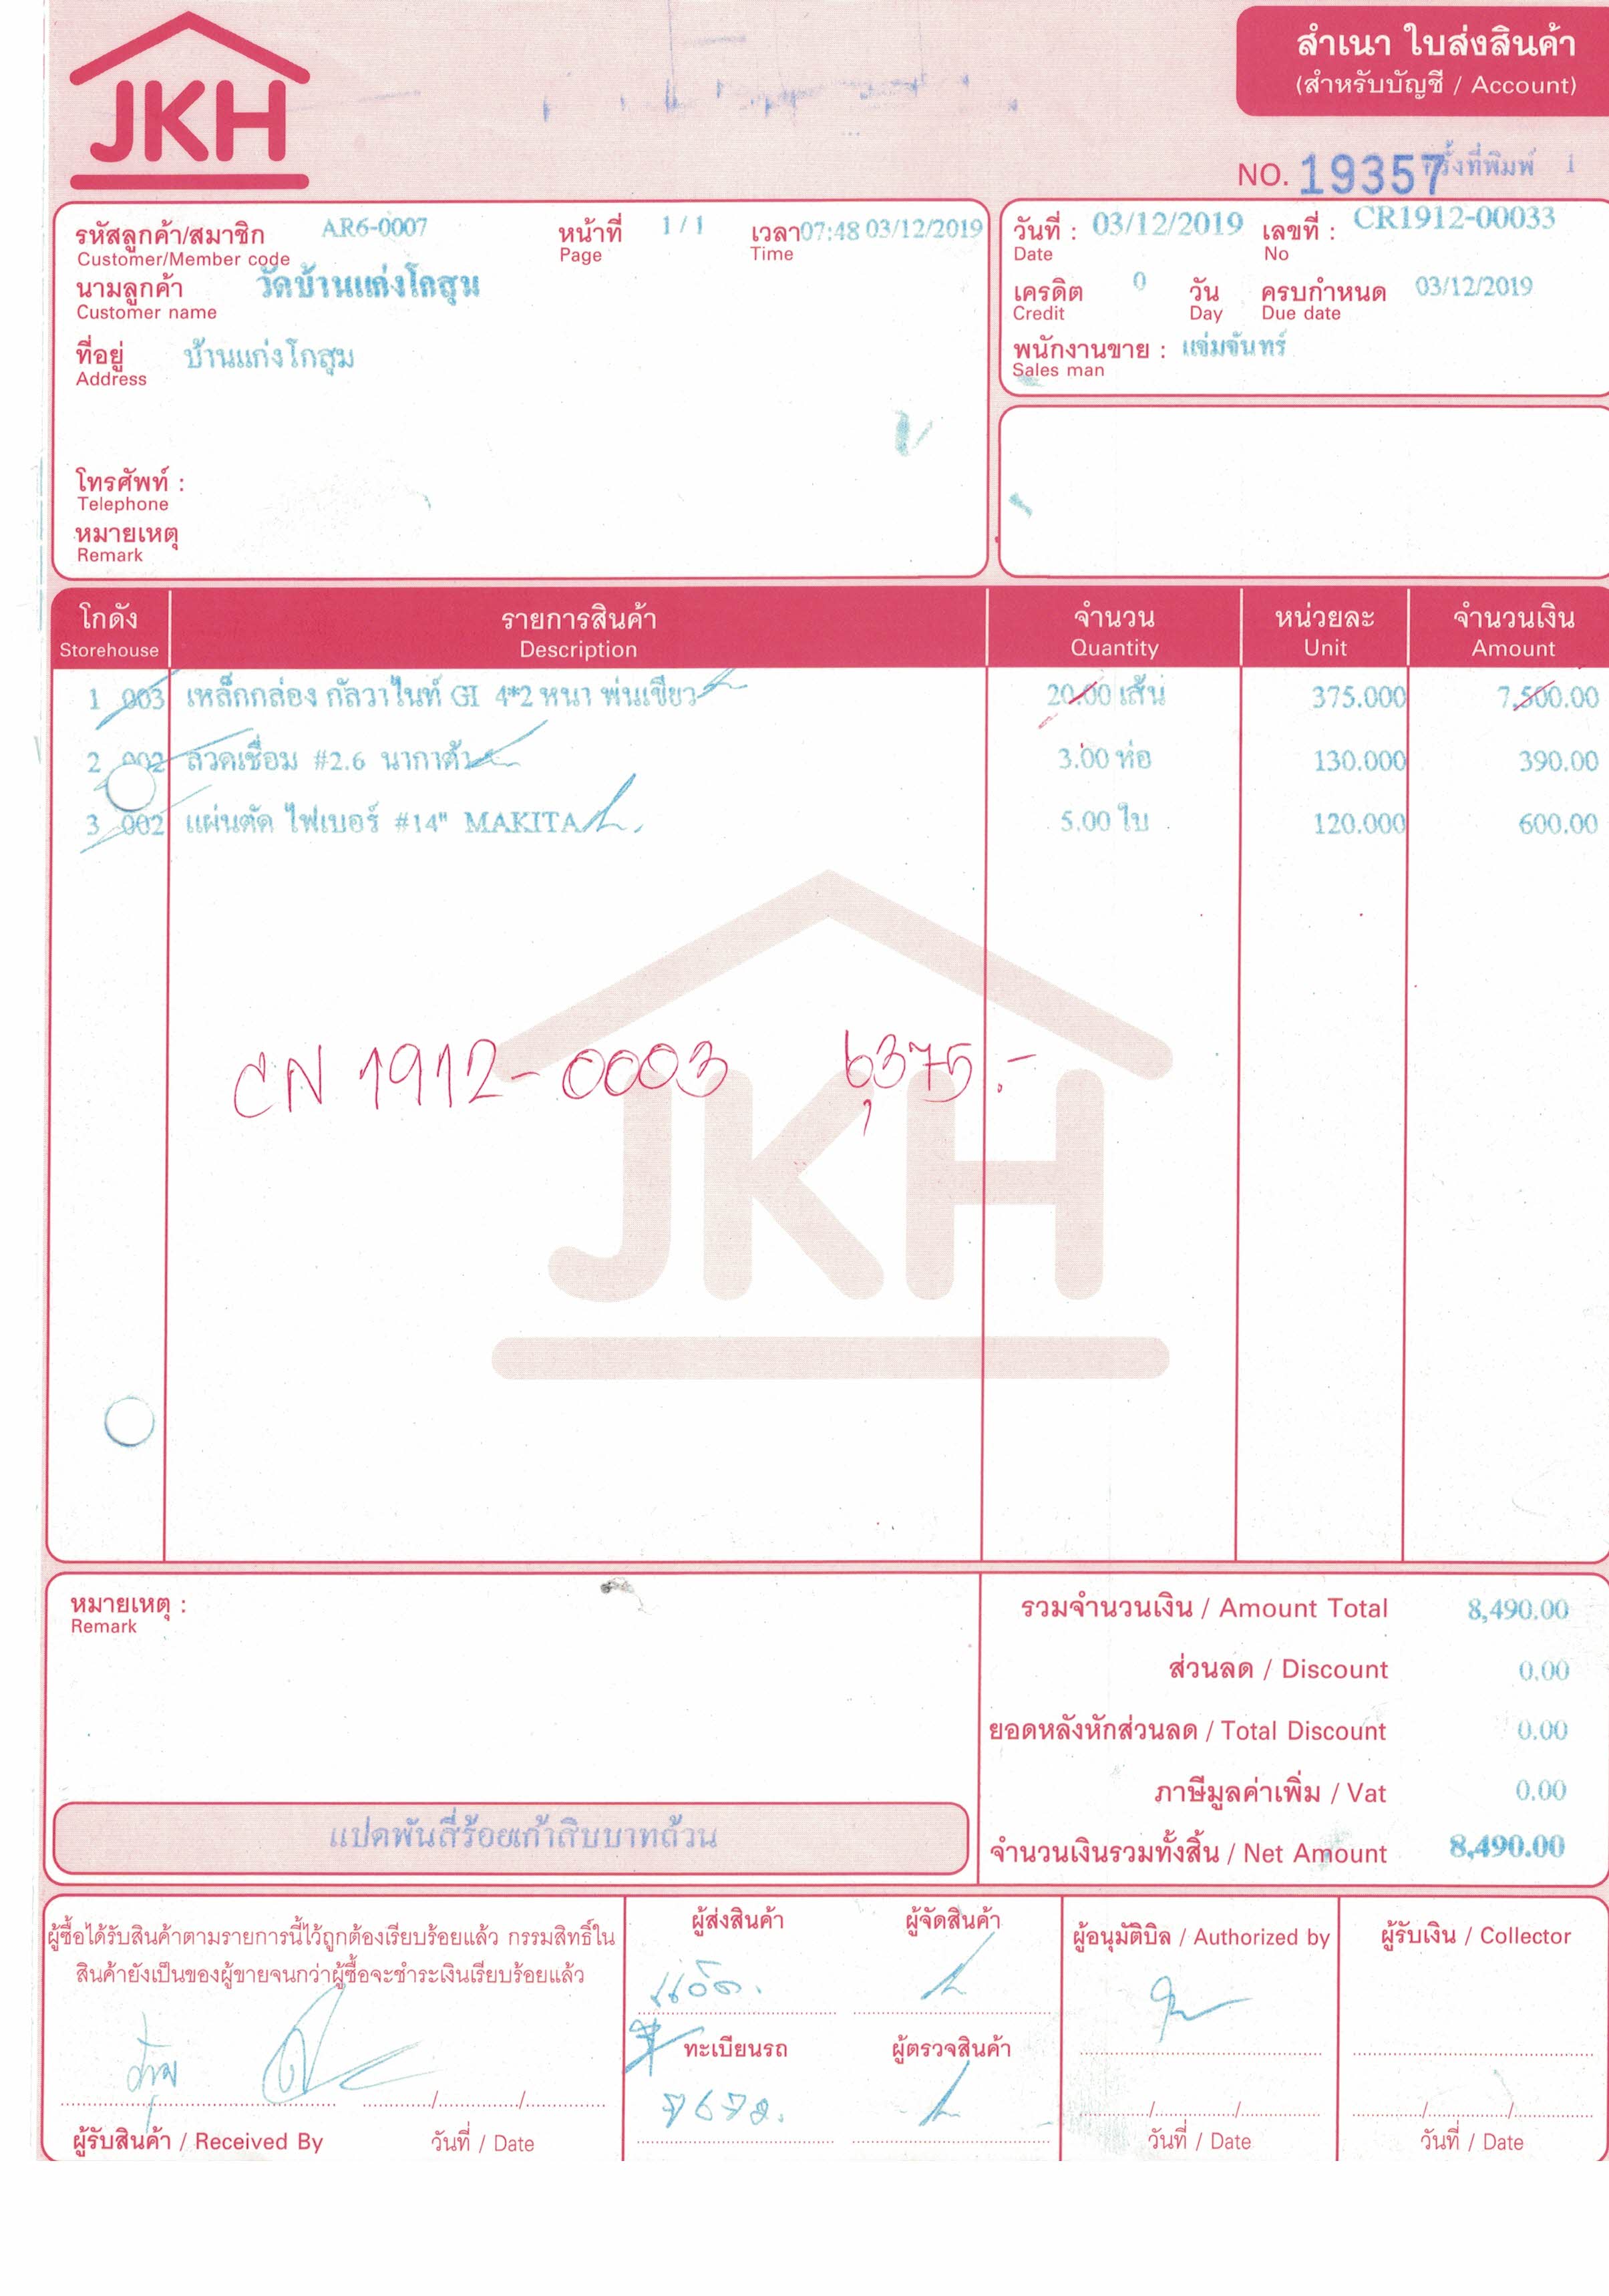 JKH
สำเนา ใบส่งสินค้า
(สำหรับบัญชี / Account)
NO. 19357 ครั้งที่พิมพ์ 1
รหัสลูกค้า/สมาชิก AR6-0007 หน้าที่ 1 / 1 เวลา 07:48 03/12/2019
Customer/Member code Page Time
นามลูกค้า วัดบ้านแก่งโกสุม
Customer name
ที่อยู่ บ้านแก่งโกสุม
Address
โทรศัพท์ :
Telephone
หมายเหตุ
Remark
วันที่ : 03/12/2019 เลขที่ : CR1912-00033
Date No
เครดิต 0 วัน ครบกำหนด 03/12/2019
Credit Day Due date
พนักงานขาย : แจ่มจันทร์
Sales man
โกดัง รายการสินค้า จำนวน หน่วยละ จำนวนเงิน
Storehouse Description Quantity Unit Amount
1 003 เหล็กกล่อง กัลวาไนท์ GI 4*2 หนา พ่นเขียว 20.00 เส้น 375.000 7,500.00
2 002 ลวดเชื่อม #2.6 นากาต้า 3.00 ห่อ 130.000 390.00
3 002 แผ่นตัด ไฟเบอร์ #14" MAKITA 5.00 ใบ 120.000 600.00
CN 1912-0003 6,375.-
JKH
หมายเหตุ :
Remark
รวมจำนวนเงิน / Amount Total 8,490.00
ส่วนลด / Discount 0.00
ยอดหลังหักส่วนลด / Total Discount 0.00
ภาษีมูลค่าเพิ่ม / Vat 0.00
แปดพันสี่ร้อยเก้าสิบบาทถ้วน
จำนวนเงินรวมทั้งสิ้น / Net Amount 8,490.00
ผู้ซื้อได้รับสินค้าตามรายการนี้ไว้ถูกต้องเรียบร้อยแล้ว กรรมสิทธิ์ใน
สินค้ายังเป็นของผู้ขายจนกว่าผู้ซื้อจะชำระเงินเรียบร้อยแล้ว
ผู้รับสินค้า / Received By วันที่ / Date
ผู้ส่งสินค้า ผู้จัดสินค้า
ทะเบียนรถ ผู้ตรวจสินค้า
ผู้อนุมัติบิล / Authorized by
วันที่ / Date
ผู้รับเงิน / Collector
วันที่ / Date